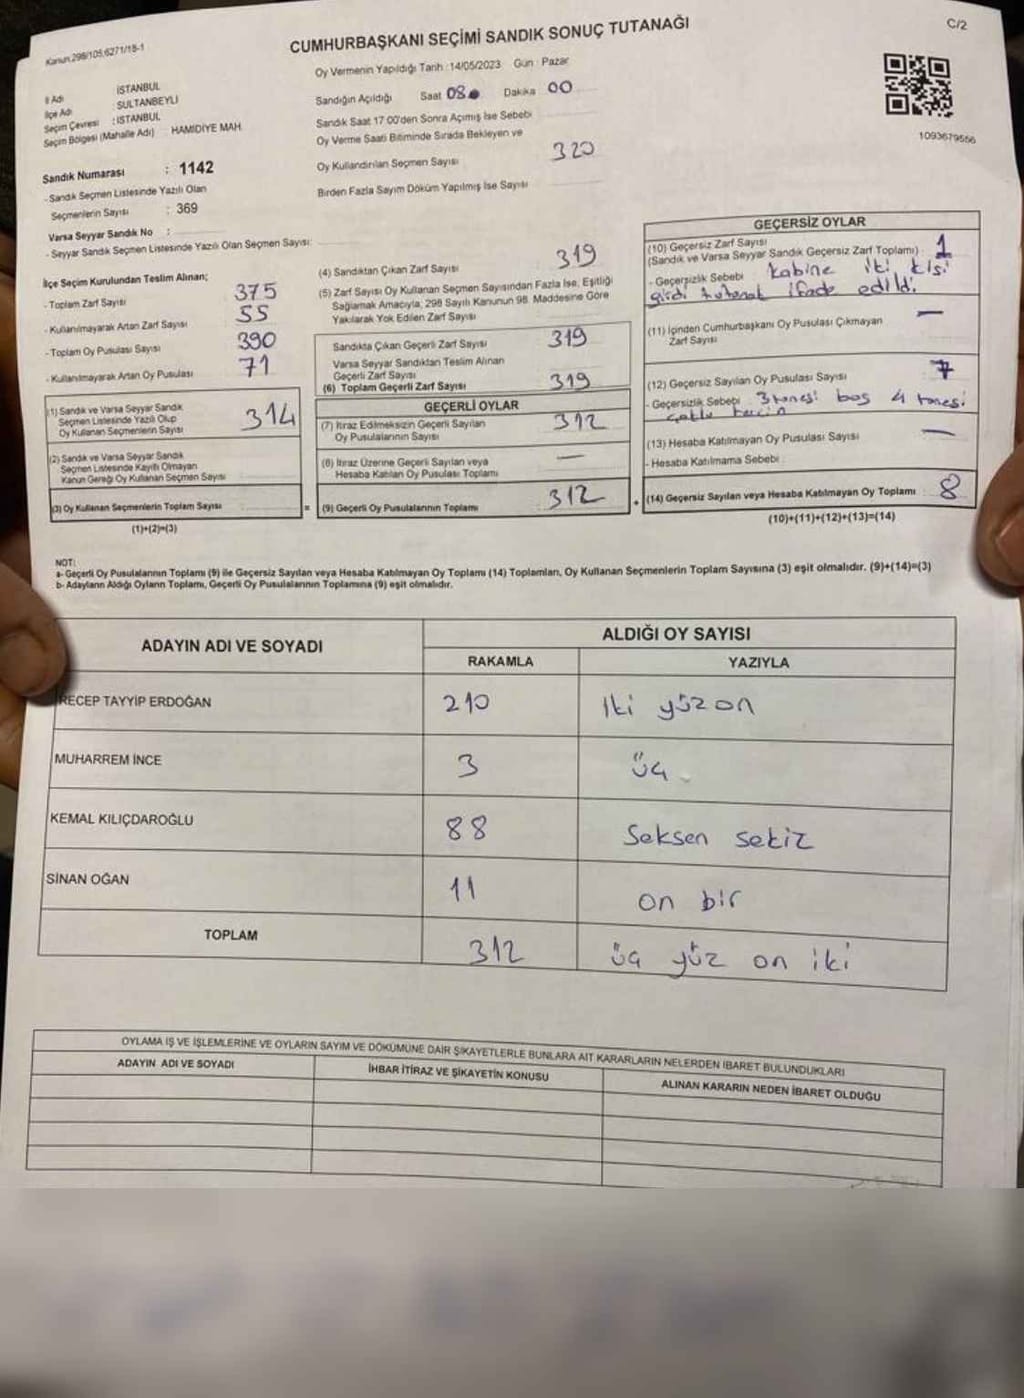 Kanun:298/105,6271/18-1
CUMHURBAŞKANI SEÇİMİ SANDIK SONUÇ TUTANAĞI
C/2
İl Adı İSTANBUL
İlçe Adı SULTANBEYLİ
Seçim Çevresi : İSTANBUL
Seçim Bölgesi (Mahalle Adı) HAMIDIYE MAH.
Sandık Numarası : 1142
- Sandık Seçmen Listesinde Yazılı Olan
Seçmenlerin Sayısı : 369
Varsa Seyyar Sandık No :
- Seyyar Sandık Seçmen Listesinde Yazılı Olan Seçmen Sayısı:
Oy Vermenin Yapıldığı Tarih :14/05/2023 Gün : Pazar
Sandığın Açıldığı Saat 08 Dakika 00
Sandık Saat 17:00'den Sonra Açımış İse Sebebi
Oy Verme Saati Bitiminde Sırada Bekleyen ve
Oy Kullandırılan Seçmen Sayısı 320
Birden Fazla Sayım Döküm Yapılmış İse Sayısı
1093679556
İlçe Seçim Kurulundan Teslim Alınan;
- Toplam Zarf Sayısı 375
- Kullanılmayarak Artan Zarf Sayısı 55
- Toplam Oy Pusulası Sayısı 390
- Kullanılmayarak Artan Oy Pusulası 71
(1) Sandık ve Varsa Seyyar Sandık
Seçmen Listesinde Yazılı Olup
Oy Kullanan Seçmenlerin Sayısı 314
(2) Sandık ve Varsa Seyyar Sandık
Seçmen Listesinde Kayıtlı Olmayan
Kanun Gereği Oy Kullanan Seçmen Sayısı
(3) Oy Kullanan Seçmenlerin Toplam Sayısı
(1)+(2)=(3)
(4) Sandıktan Çıkan Zarf Sayısı 319
(5) Zarf Sayısı Oy Kullanan Seçmen Sayısından Fazla İse, Eşitliği
Sağlamak Amacıyla; 298 Sayılı Kanunun 98. Maddesine Göre
Yakılarak Yok Edilen Zarf Sayısı
Sandıkta Çıkan Geçerli Zarf Sayısı 319
Varsa Seyyar Sandıktan Teslim Alınan
Geçerli Zarf Sayısı
(6) Toplam Geçerli Zarf Sayısı 319
GEÇERLİ OYLAR
(7) İtiraz Edilmeksizin Geçerli Sayılan
Oy Pusulalarının Sayısı 312
(8) İtiraz Üzerine Geçerli Sayılan veya
Hesaba Katılan Oy Pusulası Toplamı —
= (9) Geçerli Oy Pusulalarının Toplamı 312
GEÇERSİZ OYLAR
(10) Geçersiz Zarf Sayısı
(Sandık ve Varsa Seyyar Sandık Geçersiz Zarf Toplamı) : 1
- Geçersizlik Sebebi kabine iki kişi
girdi tutanak ifade edildi.
(11) İçinden Cumhurbaşkanı Oy Pusulası Çıkmayan
Zarf Sayısı —
(12) Geçersiz Sayılan Oy Pusulası Sayısı 7
- Geçersizlik Sebebi 3 tanesi boş 4 tanesi
(13) Hesaba Katılmayan Oy Pusulası Sayısı —
- Hesaba Katılmama Sebebi
+ (14) Geçersiz Sayılan veya Hesaba Katılmayan Oy Toplamı 8
(10)+(11)+(12)+(13)=(14)
NOT:
a- Geçerli Oy Pusulalarının Toplamı (9) ile Geçersiz Sayılan veya Hesaba Katılmayan Oy Toplamı (14) Toplamları, Oy Kullanan Seçmenlerin Toplam Sayısına (3) eşit olmalıdır. (9)+(14)=(3)
b- Adayların Aldığı Oyların Toplamı, Geçerli Oy Pusulalarının Toplamına (9) eşit olmalıdır.
ADAYIN ADI VE SOYADI ALDIĞI OY SAYISI
RAKAMLA YAZIYLA
RECEP TAYYİP ERDOĞAN 210 iki yüz on
MUHARREM İNCE 3 üç
KEMAL KILIÇDAROĞLU 88 Seksen sekiz
SİNAN OĞAN 11 on bir
TOPLAM 312 üç yüz on iki
OYLAMA İŞ VE İŞLEMLERİNE VE OYLARIN SAYIM VE DÖKÜMÜNE DAİR ŞİKAYETLERLE BUNLARA AİT KARARLARIN NELERDEN İBARET BULUNDUKLARI
ADAYIN ADI VE SOYADI İHBAR İTİRAZ VE ŞİKAYETİN KONUSU ALINAN KARARIN NEDEN İBARET OLDUĞU